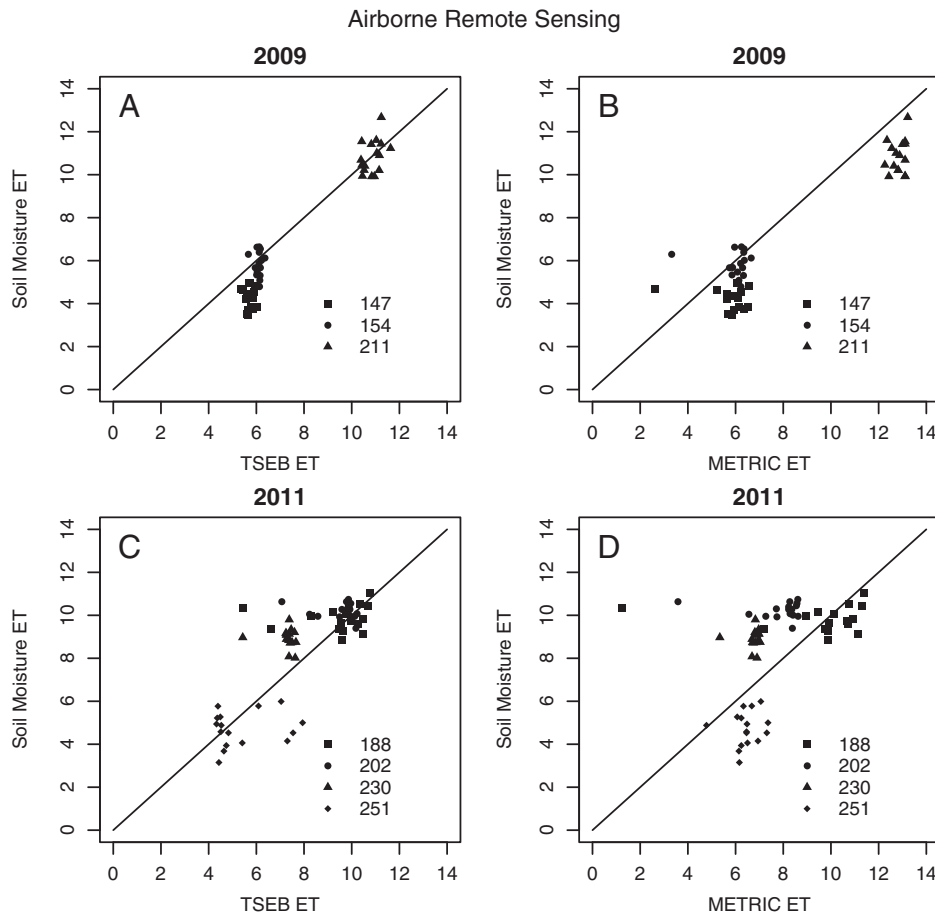 Airborne Remote Sensing
2009
2009
A
B
Soil Moisture ET
0 2 4 6 8 10 12 14
147
154
211
0 2 4 6 8 10 12 14
TSEB ET
Soil Moisture ET
0 2 4 6 8 10 12 14
147
154
211
0 2 4 6 8 10 12 14
METRIC ET
2011
2011
C
D
Soil Moisture ET
0 2 4 6 8 10 12 14
188
202
230
251
0 2 4 6 8 10 12 14
TSEB ET
Soil Moisture ET
0 2 4 6 8 10 12 14
188
202
230
251
0 2 4 6 8 10 12 14
METRIC ET